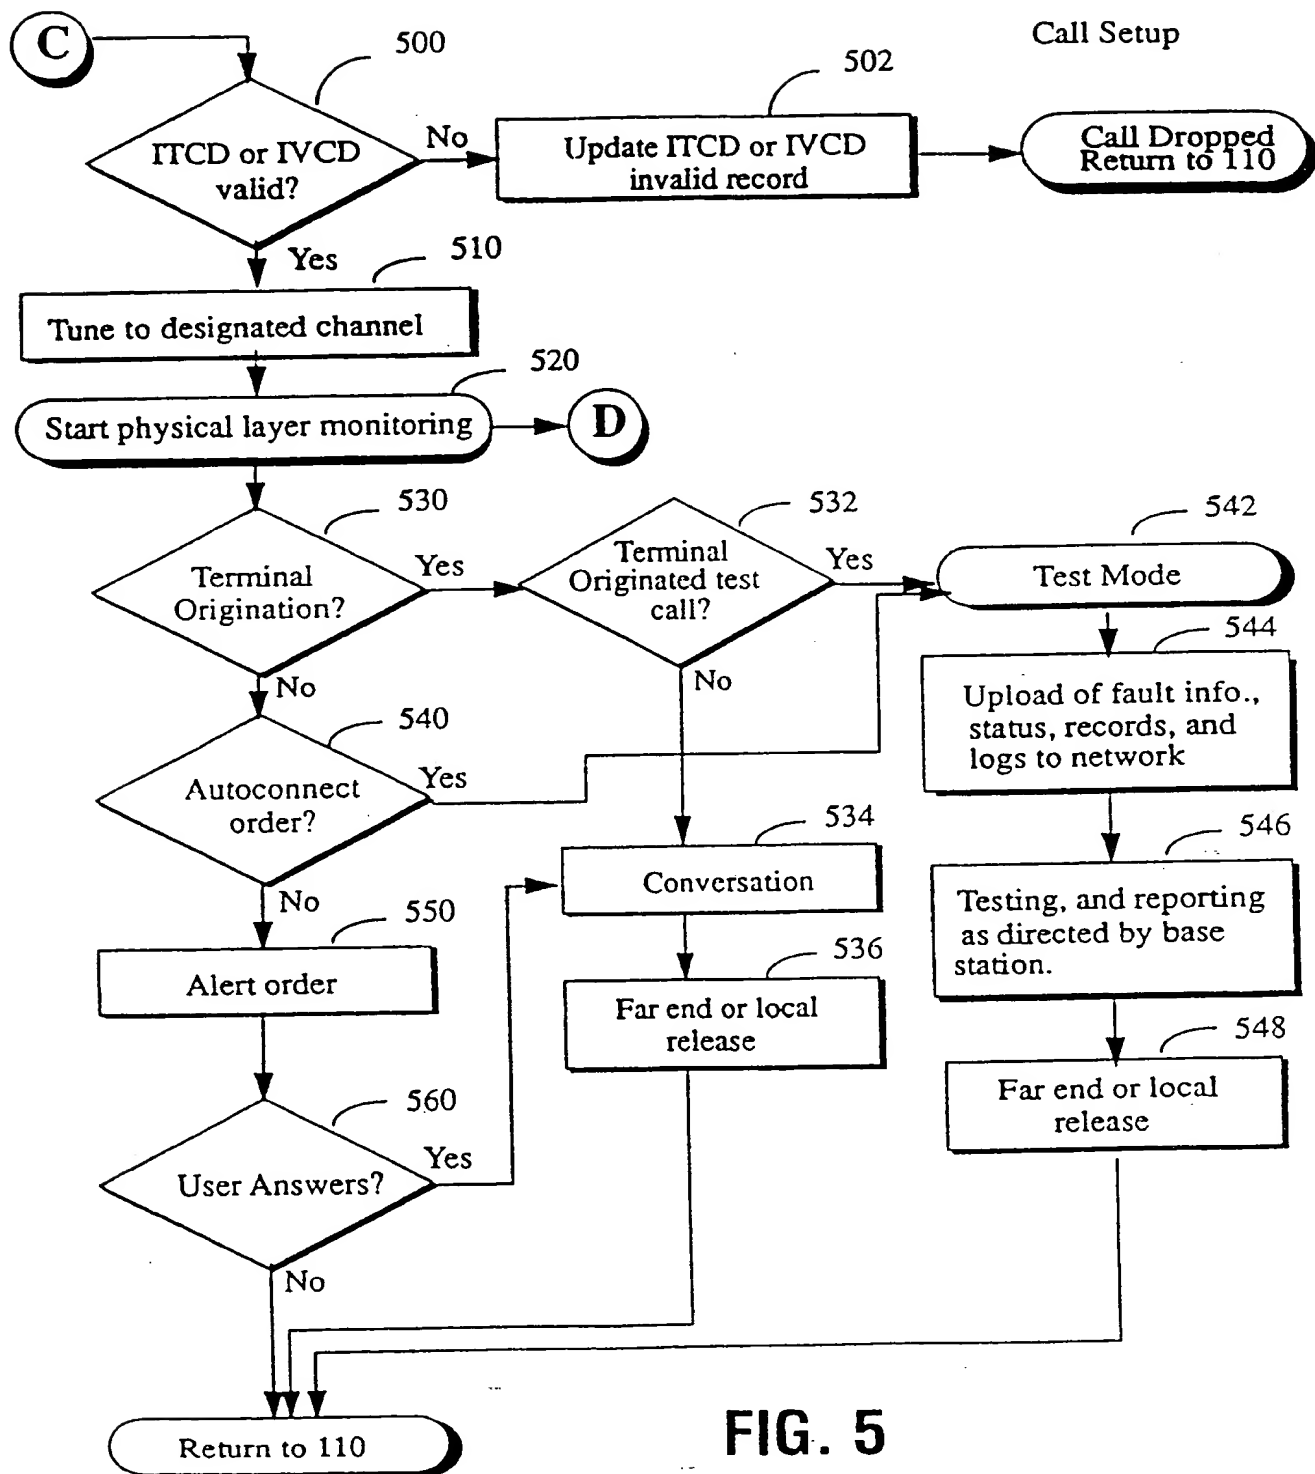 C
500
Call Setup
502
ITCD or IVCD
valid?
No
Update ITCD or IVCD
invalid record
Call Dropped
Return to 110
Yes
510
Tune to designated channel
520
Start physical layer monitoring
D
530
Terminal
Origination?
Yes
532
Terminal
Originated test
call?
Yes
542
Test Mode
No
No
544
Upload of fault info.,
status, records, and
logs to network
540
Autoconnect
order?
Yes
534
Conversation
546
Testing, and reporting
as directed by base
station.
No
550
Alert order
536
Far end or local
release
548
Far end or local
release
560
User Answers?
Yes
No
Return to 110
FIG. 5